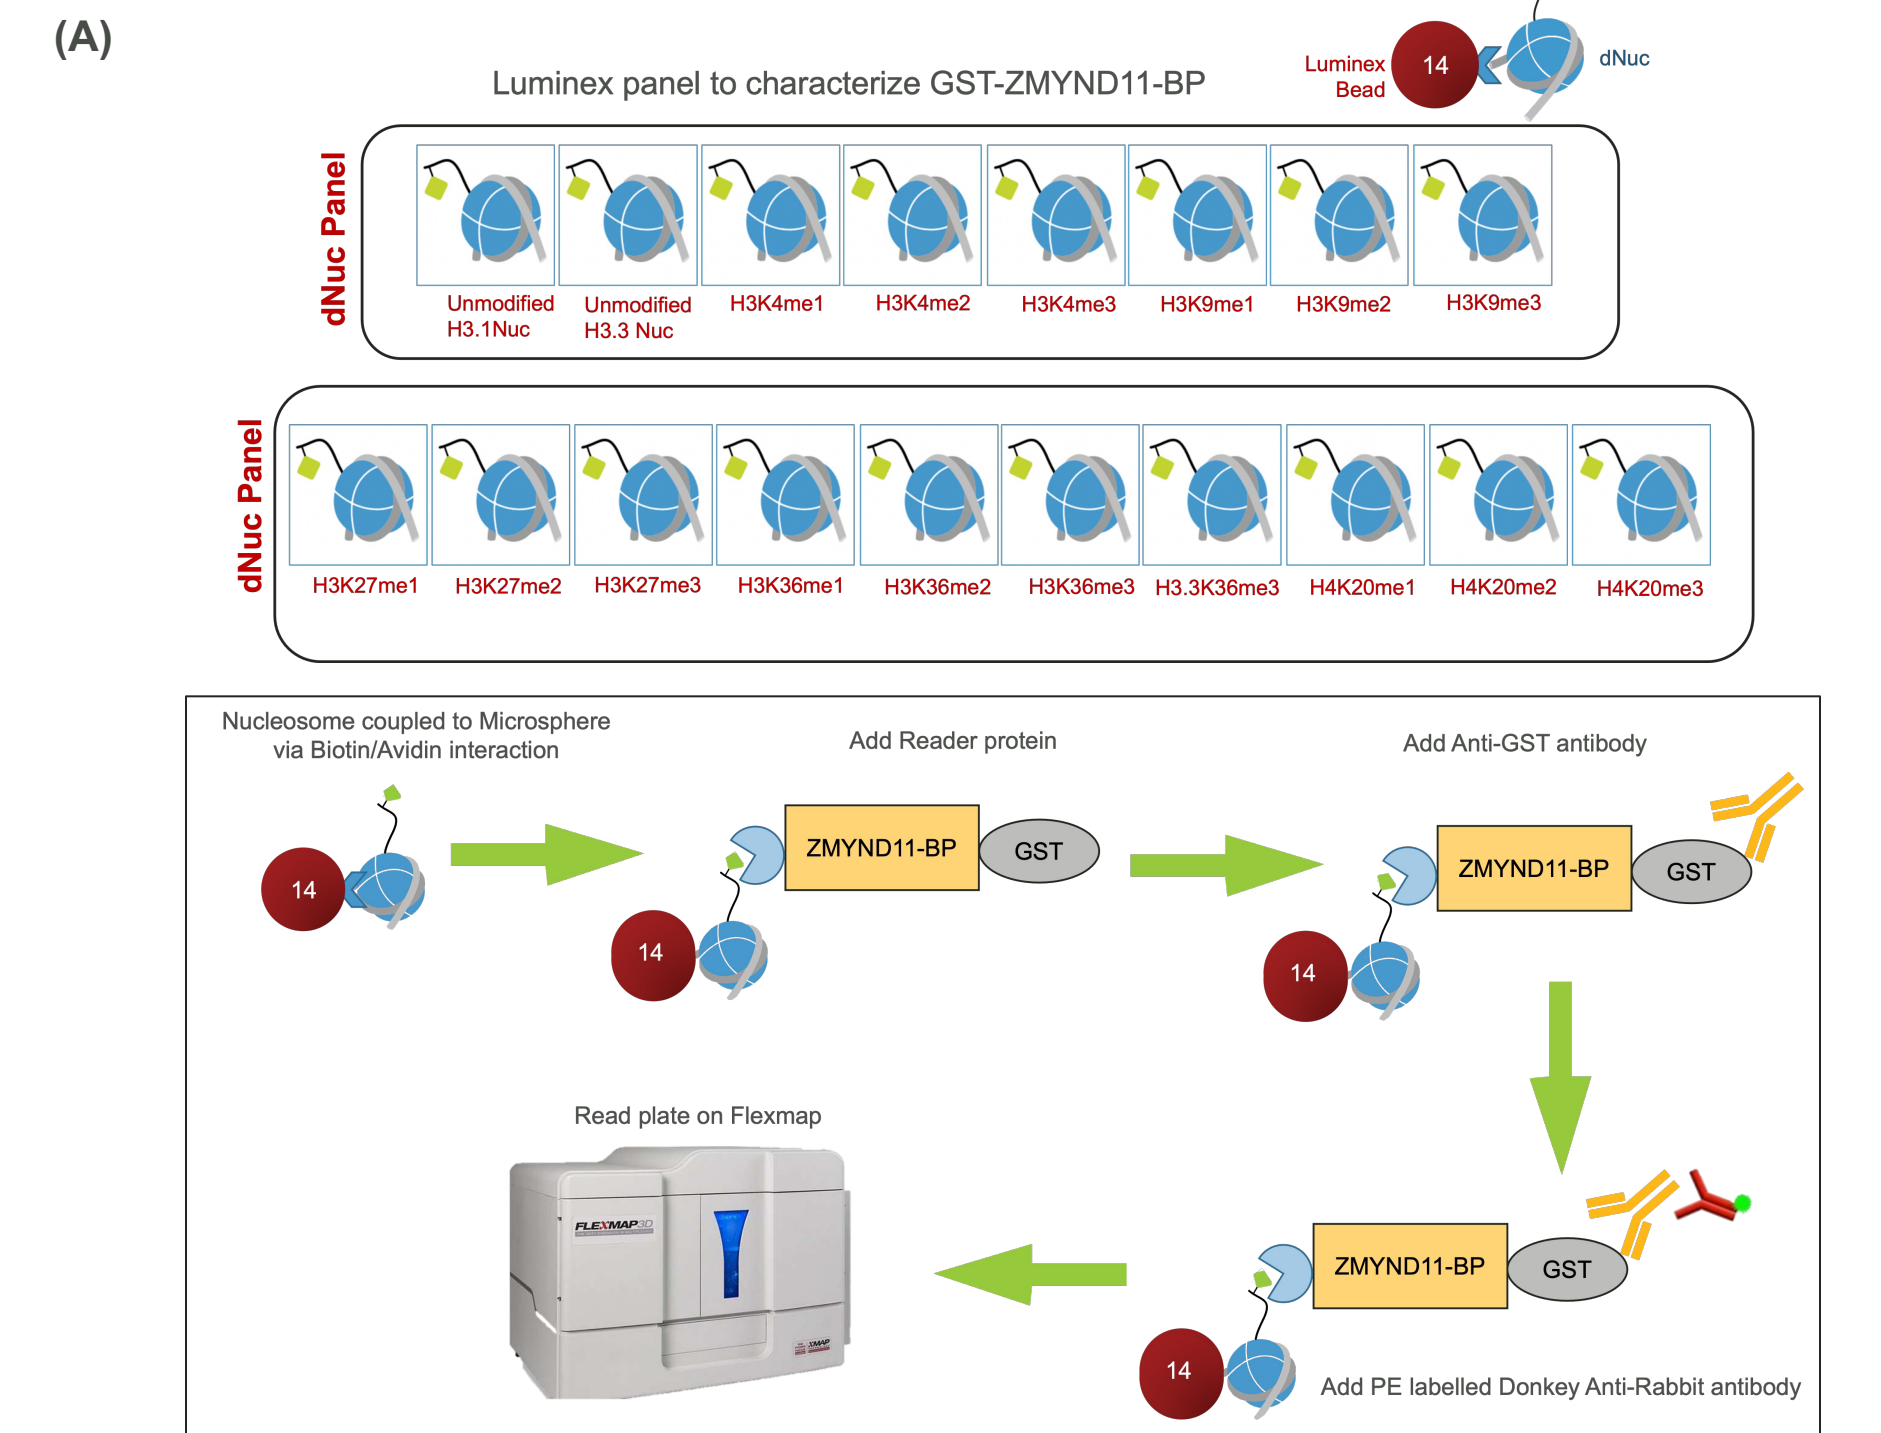 (A)
Luminex panel to characterize GST-ZMYND11-BP
Luminex
Bead
14
dNuc
dNuc Panel
Unmodified
H3.1Nuc
Unmodified
H3.3 Nuc
H3K4me1
H3K4me2
H3K4me3
H3K9me1
H3K9me2
H3K9me3
dNuc Panel
H3K27me1
H3K27me2
H3K27me3
H3K36me1
H3K36me2
H3K36me3
H3.3K36me3
H4K20me1
H4K20me2
H4K20me3
Nucleosome coupled to Microsphere
via Biotin/Avidin interaction
14
Add Reader protein
ZMYND11-BP
GST
14
Add Anti-GST antibody
ZMYND11-BP
GST
14
Read plate on Flexmap
FLEXMAP3D
XMAP
ZMYND11-BP
GST
14
Add PE labelled Donkey Anti-Rabbit antibody